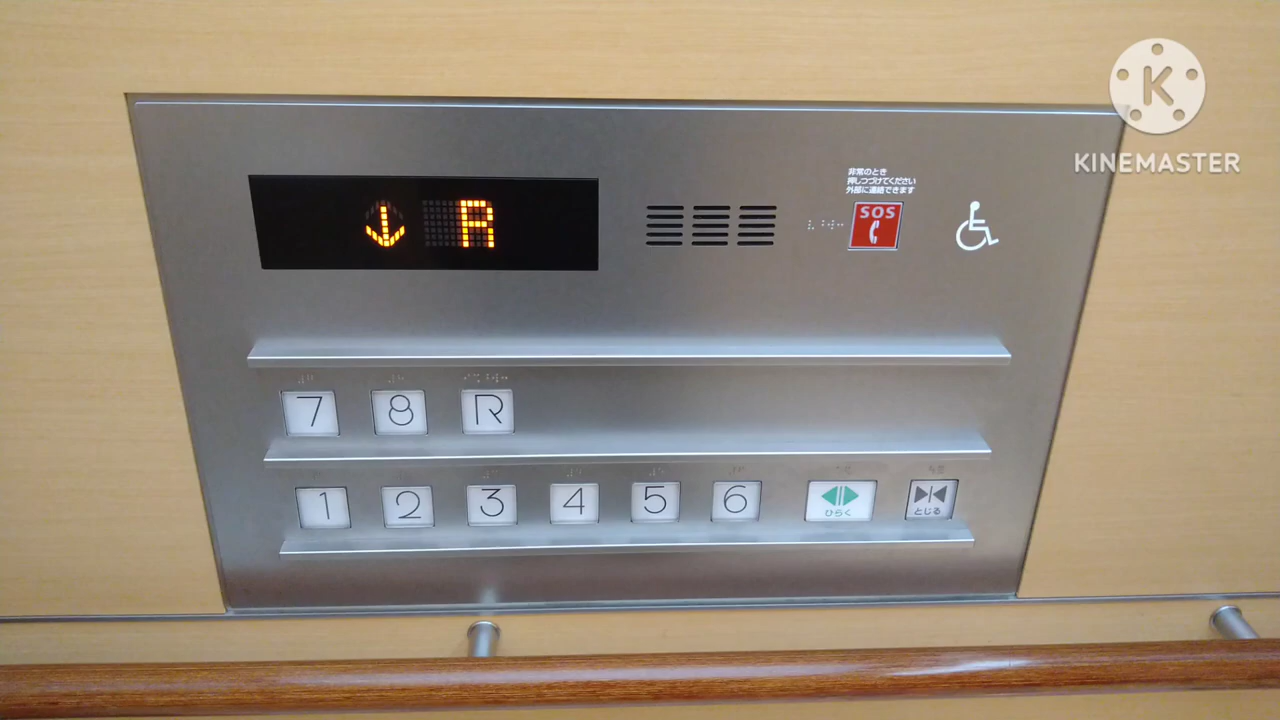 K
KINEMASTER
非常のとき
押しつづけてください
外部に連絡できます
SOS
R
7 8 R
1 2 3 4 5 6
ひらく とじる